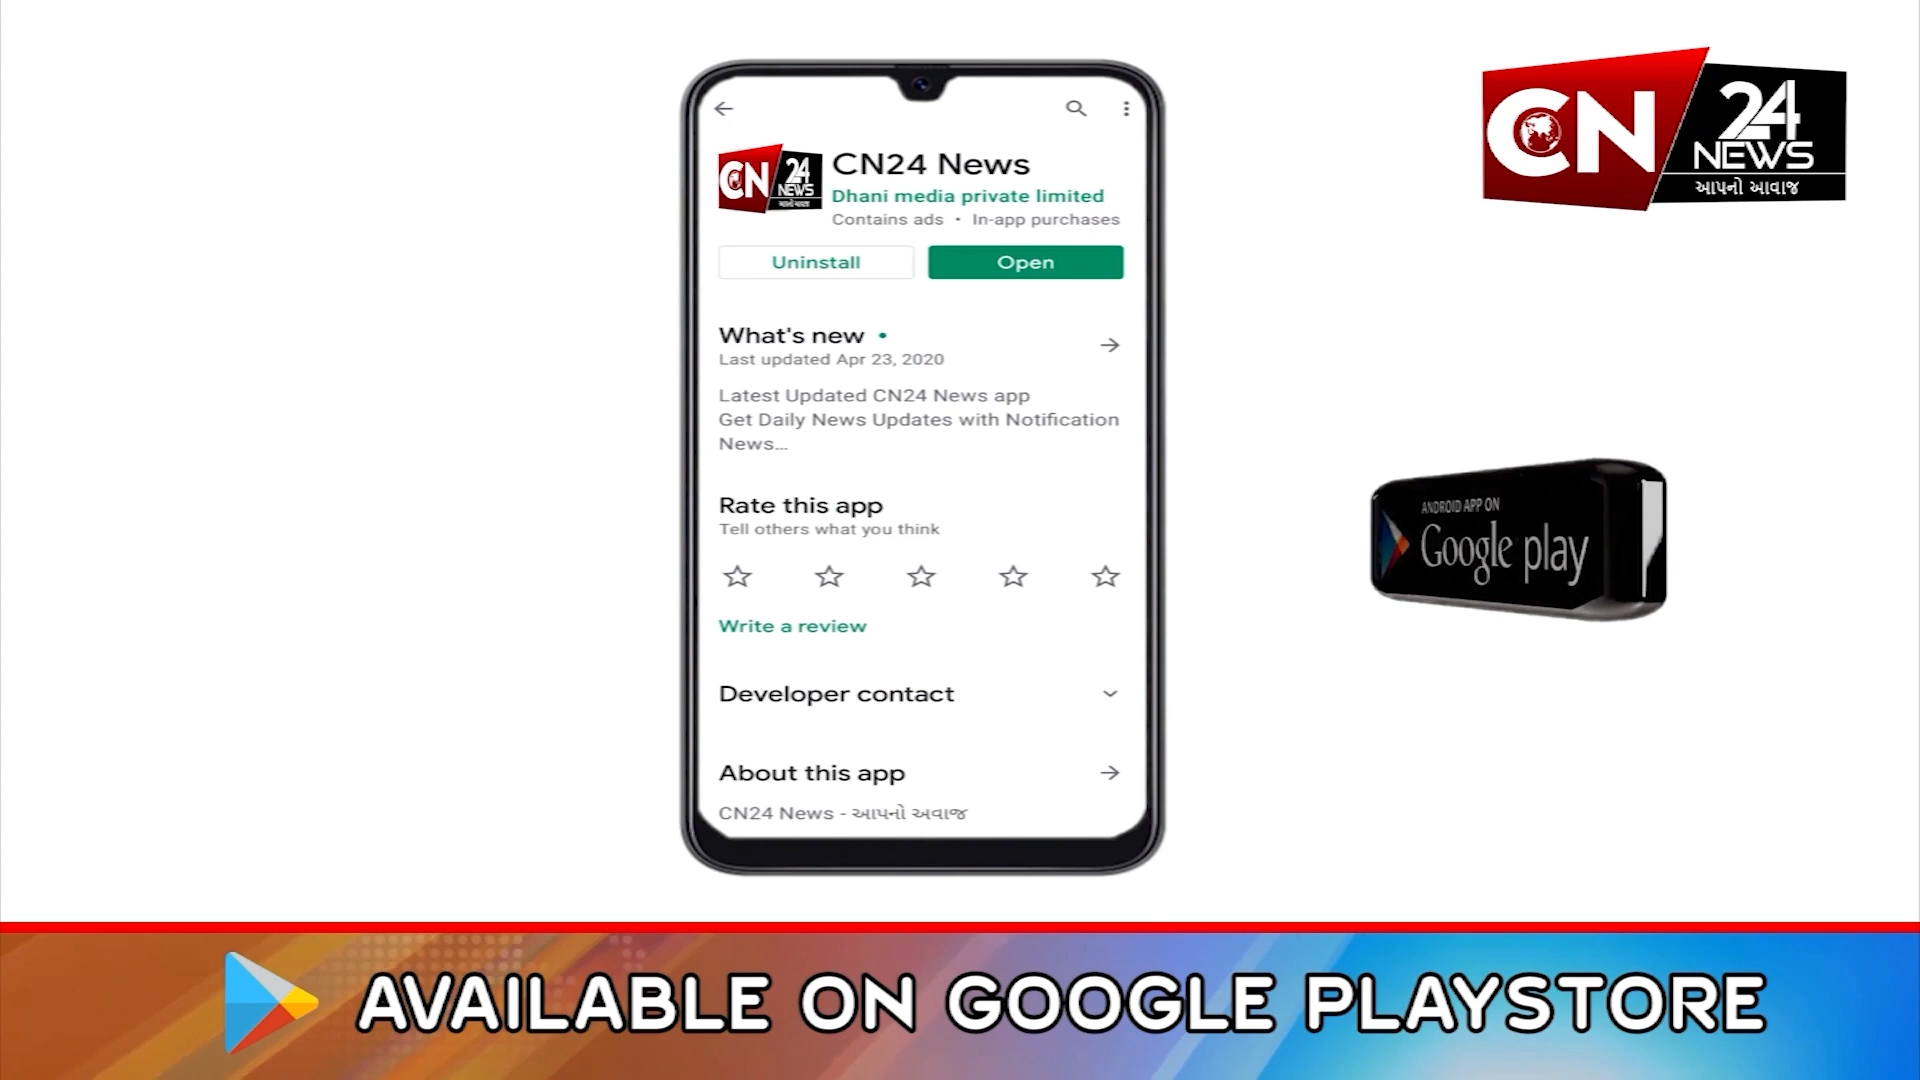 CN 24
NEWS
આપનો અવાજ
CN 24
NEWS
CN24 News
Dhani media private limited
Contains ads • In-app purchases
Uninstall
Open
What's new •
Last updated Apr 23, 2020
Latest Updated CN24 News app
Get Daily News Updates with Notification
News...
Rate this app
Tell others what you think
Write a review
Developer contact
About this app
CN24 News - આપનો અવાજ
ANDROID APP ON
Google play
AVAILABLE ON GOOGLE PLAYSTORE